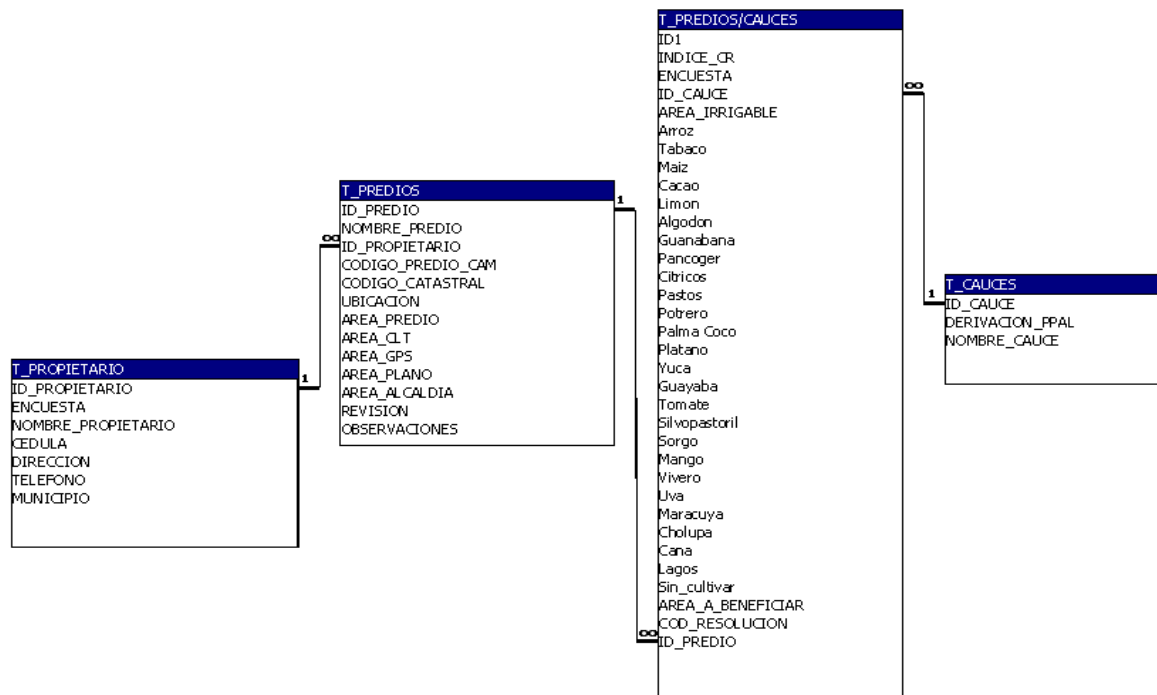 T_PREDIOS/CAUCES
ID1
INDICE_CR
ENCUESTA
ID_CAUCE
AREA_IRRIGABLE
Arroz
Tabaco
Maiz
Cacao
Limon
Algodon
Guanabana
Pancoger
Citricos
Pastos
Potrero
Palma Coco
Platano
Yuca
Guayaba
Tomate
Silvopastoril
Sorgo
Mango
Vivero
Uva
Maracuya
Cholupa
Cana
Lagos
Sin_cultivar
AREA_A_BENEFICIAR
COD_RESOLUCION
ID_PREDIO
∞
∞
T_PREDIOS
ID_PREDIO
NOMBRE_PREDIO
ID_PROPIETARIO
CODIGO_PREDIO_CAM
CODIGO_CATASTRAL
UBICACION
AREA_PREDIO
AREA_CLT
AREA_GPS
AREA_PLANO
AREA_ALCALDIA
REVISION
OBSERVACIONES
1
∞
T_CAUCES
ID_CAUCE
DERIVACION_PPAL
NOMBRE_CAUCE
1
T_PROPIETARIO
ID_PROPIETARIO
ENCUESTA
NOMBRE_PROPIETARIO
CEDULA
DIRECCION
TELEFONO
MUNICIPIO
1